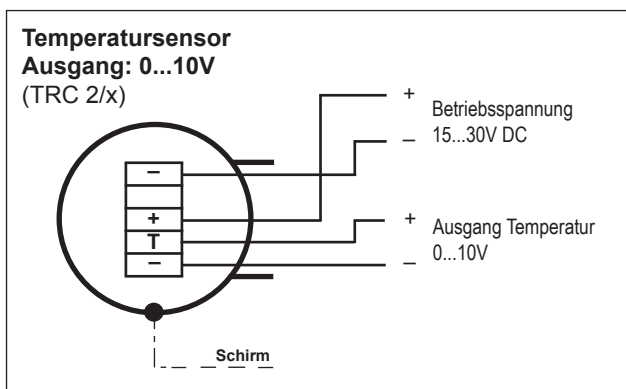 Temperatursensor
Ausgang: 0...10V
(TRC 2/x)
+
Betriebsspannung
15...30V DC
–
–
+
T
–
+
Ausgang Temperatur
0...10V
–
Schirm